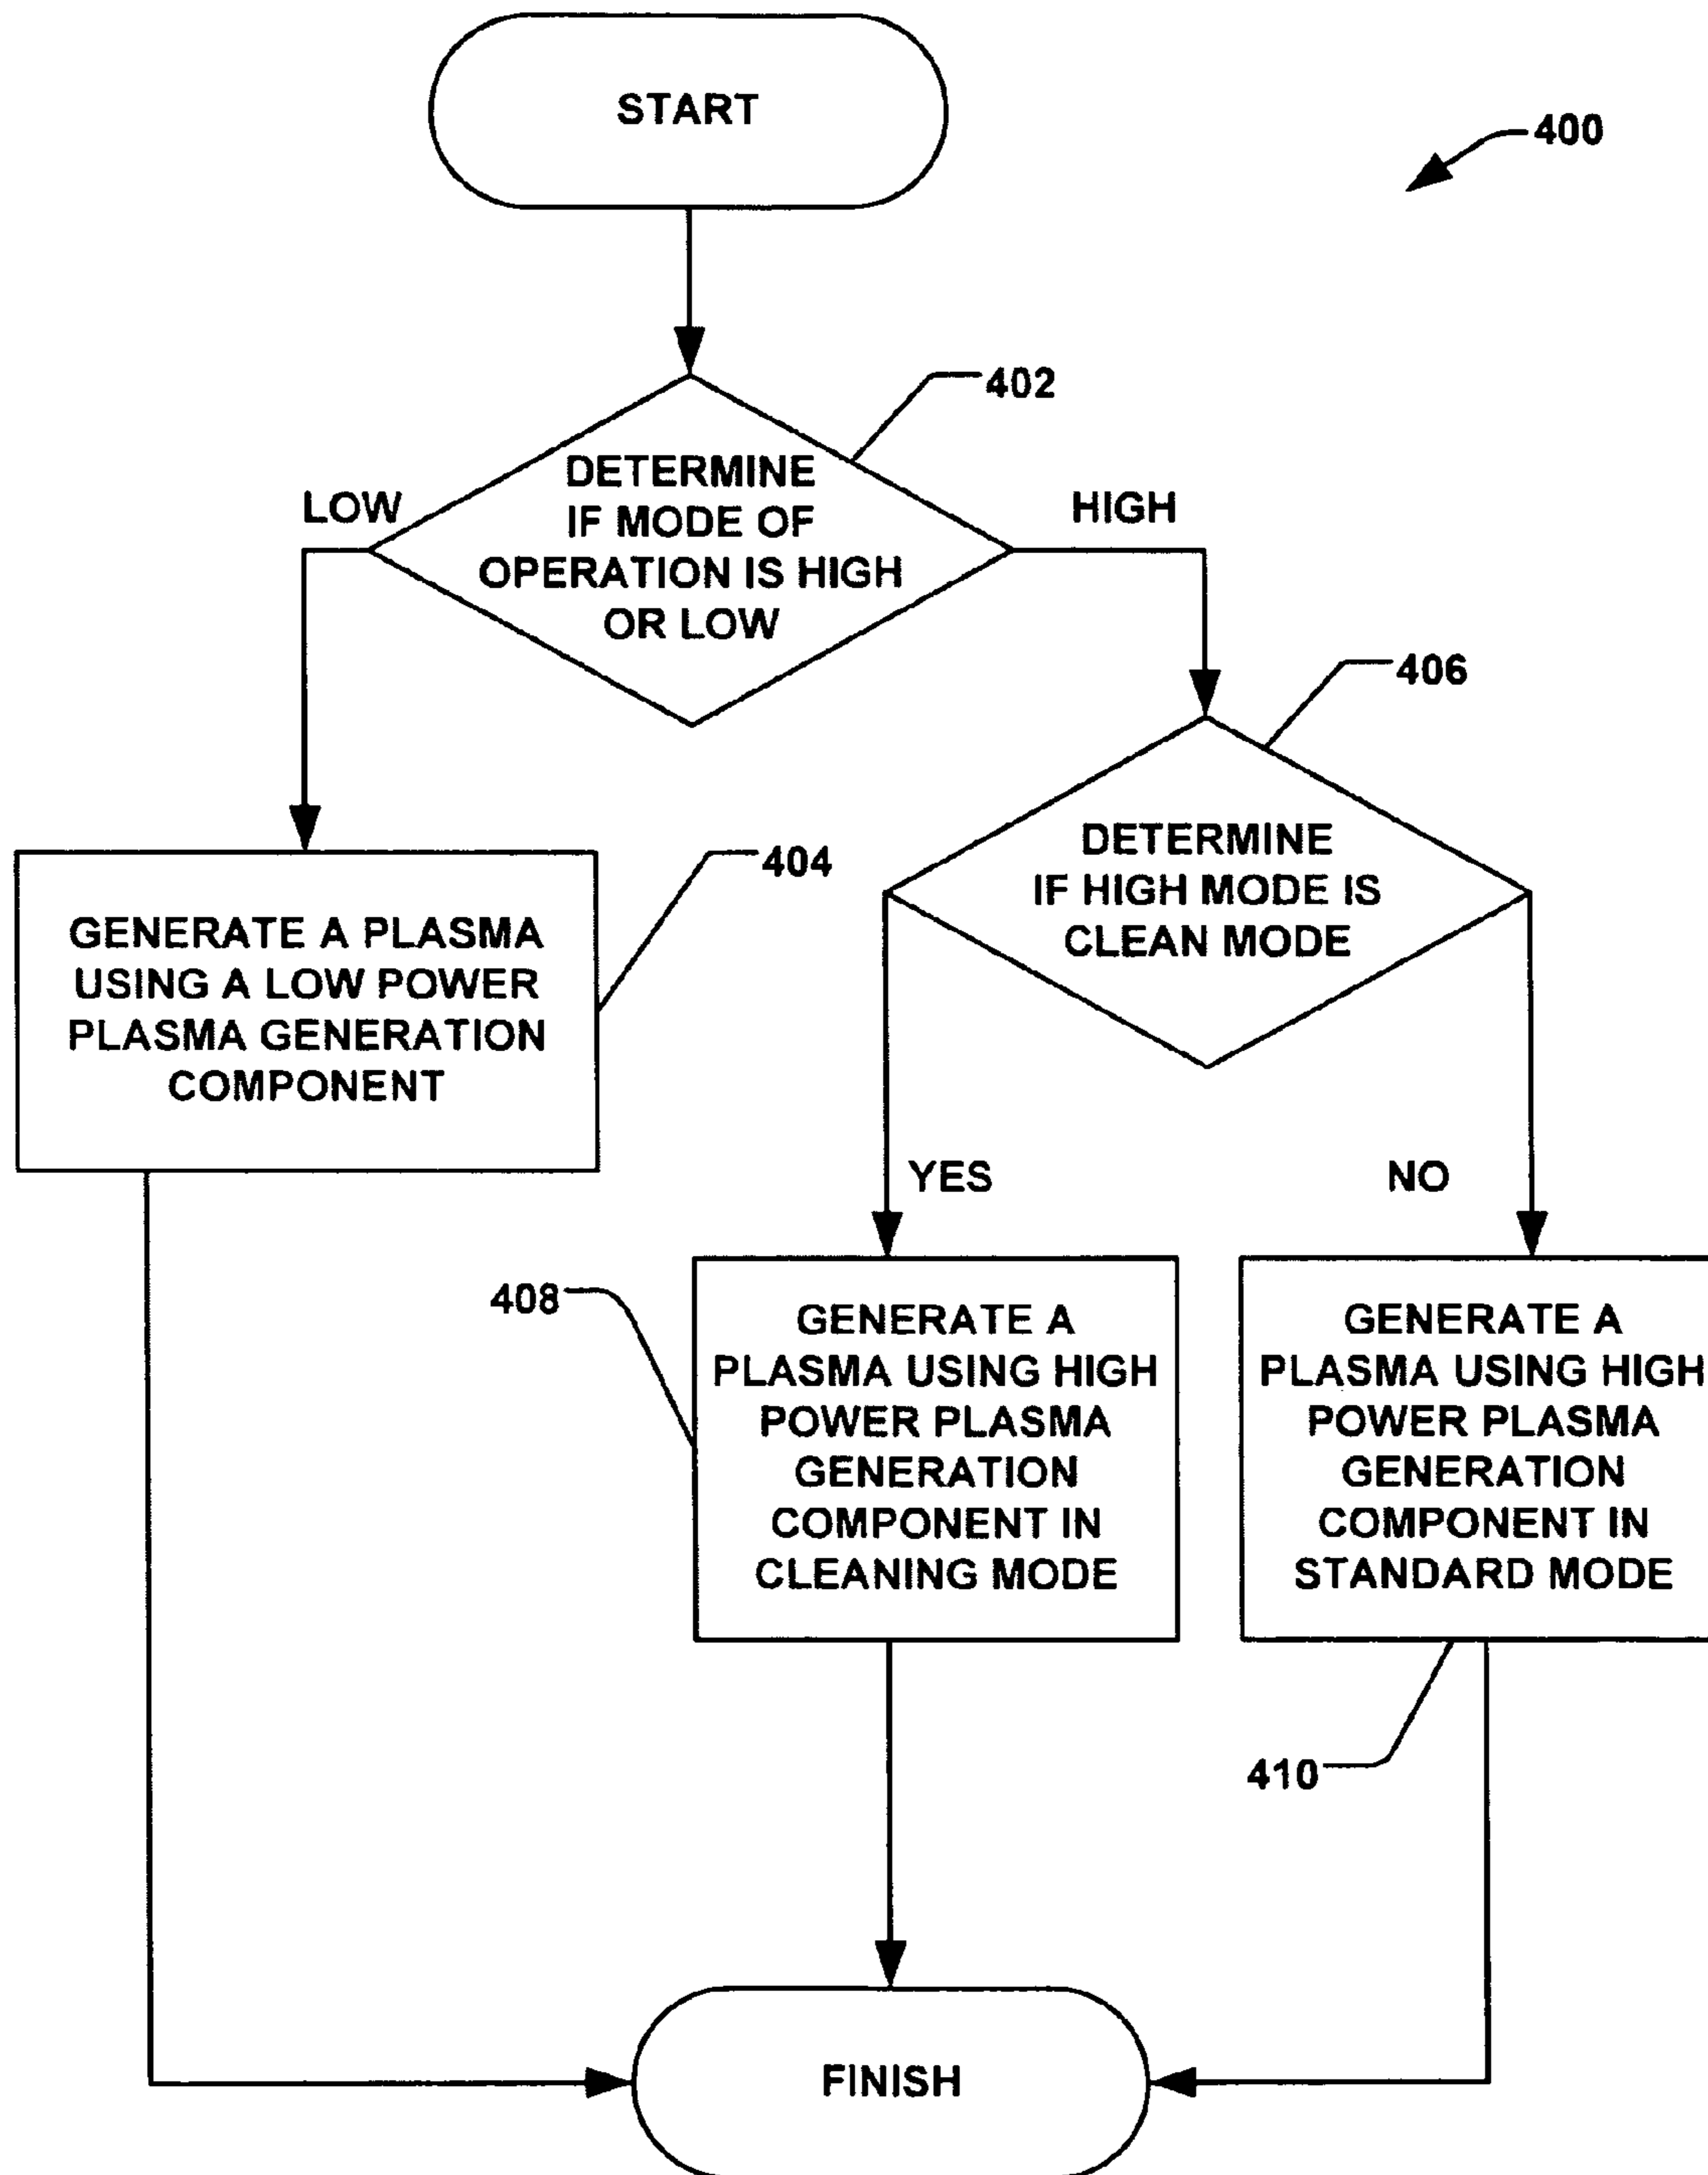 START
400
402
DETERMINE
IF MODE OF
OPERATION IS HIGH
OR LOW
LOW
HIGH
406
DETERMINE
IF HIGH MODE IS
CLEAN MODE
404
GENERATE A PLASMA
USING A LOW POWER
PLASMA GENERATION
COMPONENT
YES
NO
408
GENERATE A
PLASMA USING HIGH
POWER PLASMA
GENERATION
COMPONENT IN
CLEANING MODE
GENERATE A
PLASMA USING HIGH
POWER PLASMA
GENERATION
COMPONENT IN
STANDARD MODE
410
FINISH